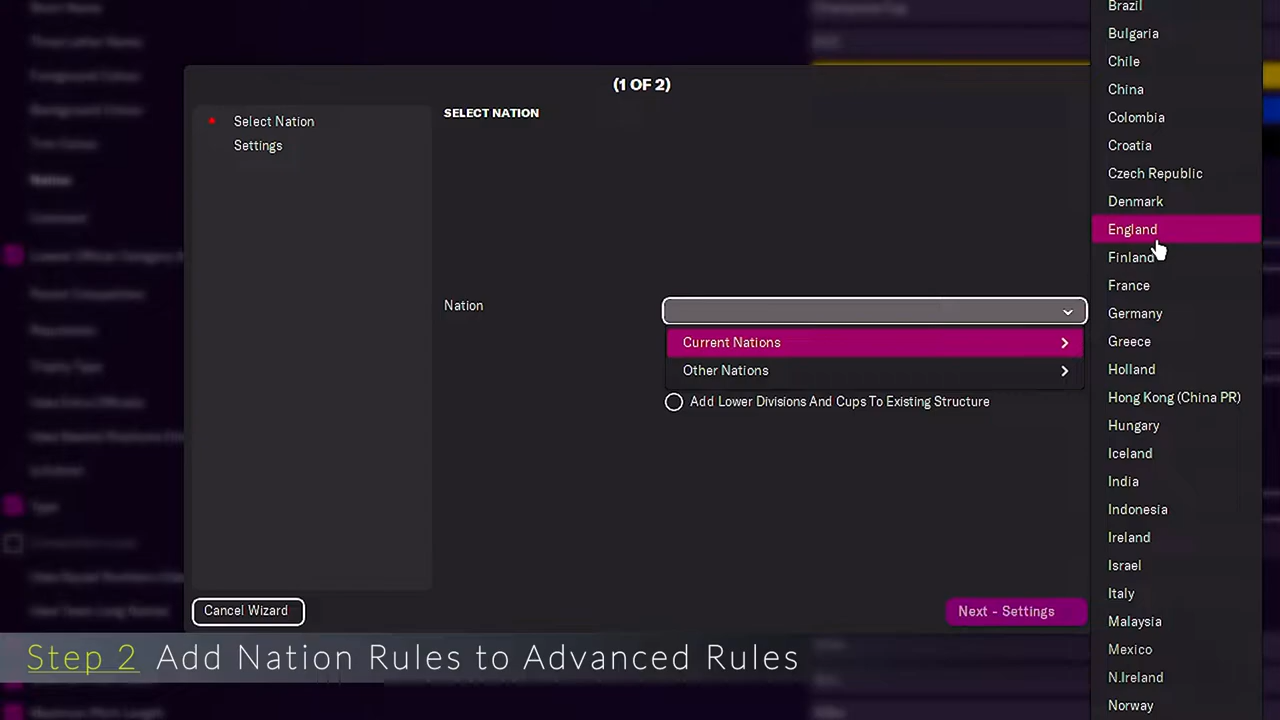 (1 OF 2)
Select Nation
Settings
SELECT NATION
Nation
Current Nations
Other Nations
Add Lower Divisions And Cups To Existing Structure
Cancel Wizard
Next - Settings
Brazil
Bulgaria
Chile
China
Colombia
Croatia
Czech Republic
Denmark
England
Finland
France
Germany
Greece
Holland
Hong Kong (China PR)
Hungary
Iceland
India
Indonesia
Ireland
Israel
Italy
Malaysia
Mexico
N.Ireland
Norway
Step 2 Add Nation Rules to Advanced Rules
Nation
Type